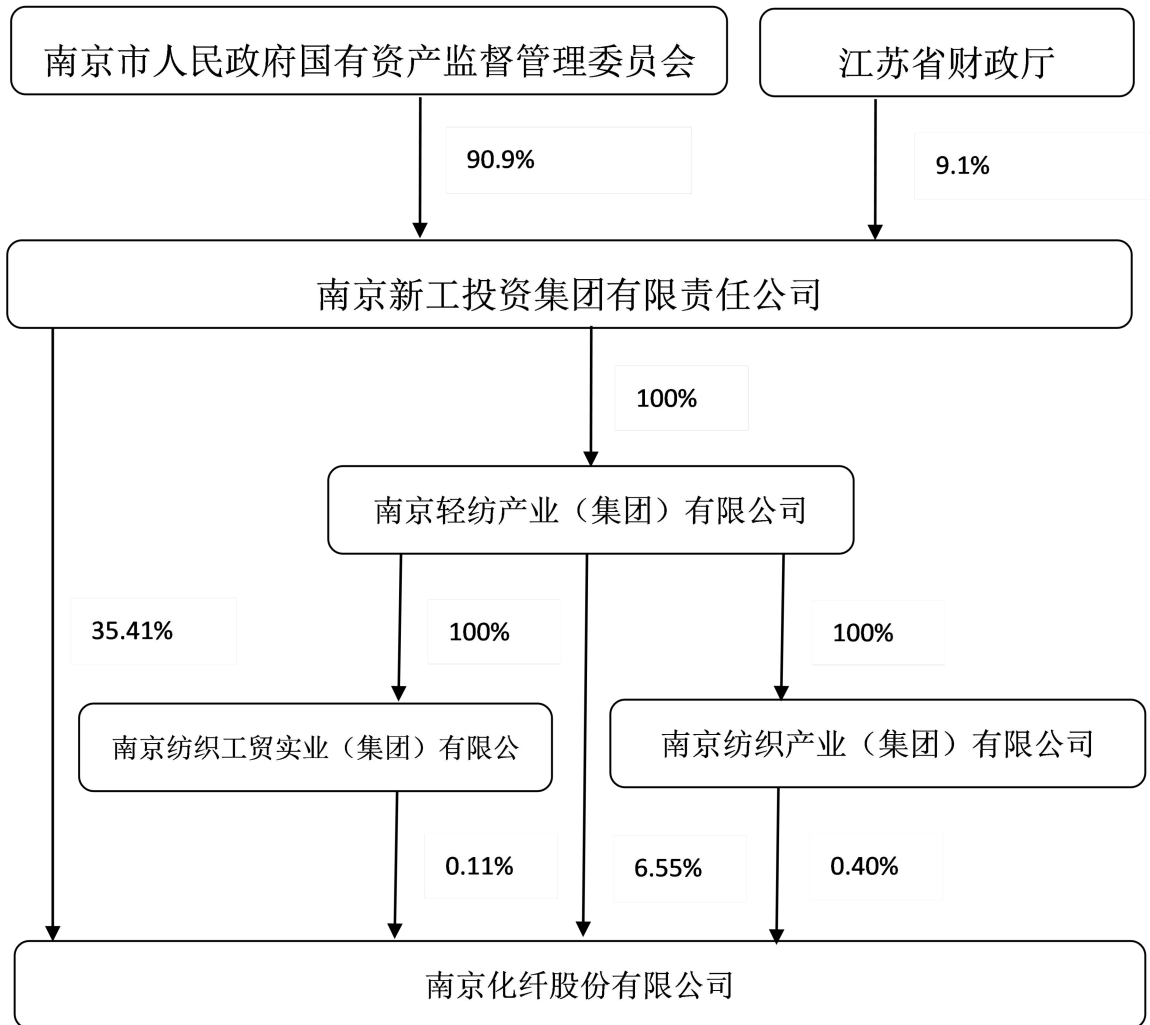 南京市人民政府国有资产监督管理委员会
江苏省财政厅
90.9%
9.1%
南京新工投资集团有限责任公司
100%
南京轻纺产业（集团）有限公司
35.41%
100%
100%
南京纺织工贸实业（集团）有限公
南京纺织产业（集团）有限公司
0.11%
6.55%
0.40%
南京化纤股份有限公司